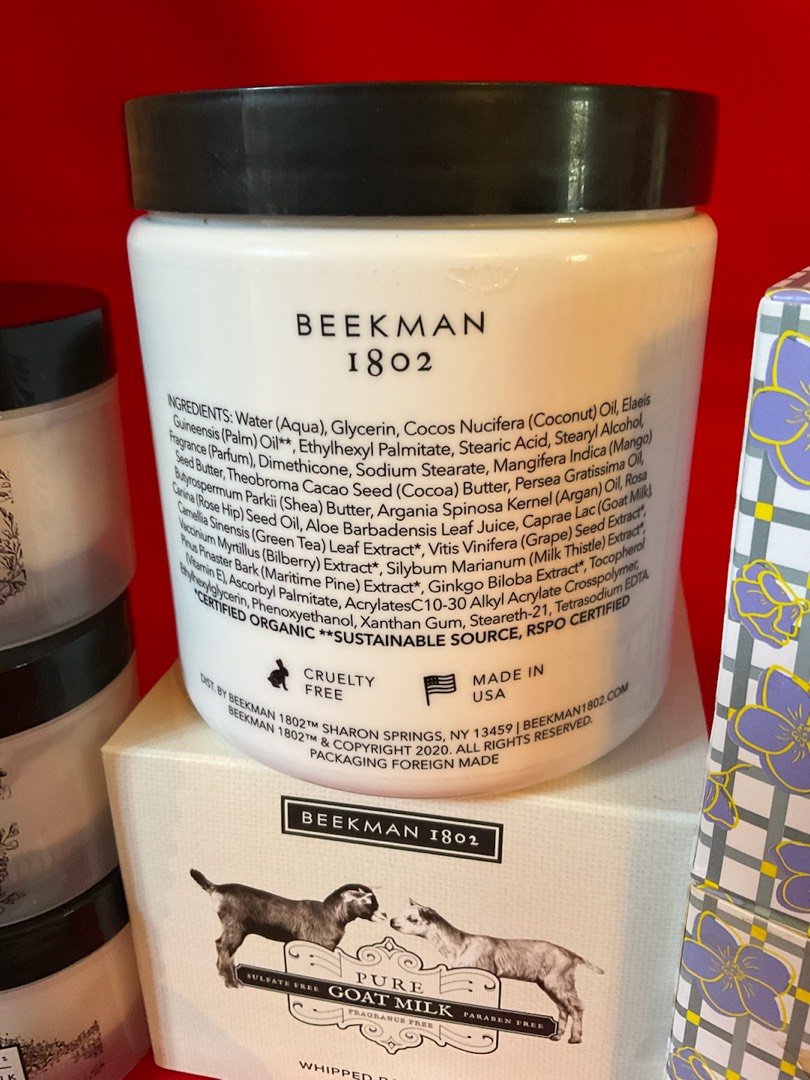 BEEKMAN
1802
INGREDIENTS: Water (Aqua), Glycerin, Cocos Nucifera (Coconut) Oil, Elaeis
Guineensis (Palm) Oil**, Ethylhexyl Palmitate, Stearic Acid, Stearyl Alcohol,
Fragrance (Parfum), Dimethicone, Sodium Stearate, Mangifera Indica (Mango)
Seed Butter, Theobroma Cacao Seed (Cocoa) Butter, Persea Gratissima Oil,
Butyrospermum Parkii (Shea) Butter, Argania Spinosa Kernel (Argan) Oil, Rosa
Canina (Rose Hip) Seed Oil, Aloe Barbadensis Leaf Juice, Caprae Lac (Goat Milk),
Camellia Sinensis (Green Tea) Leaf Extract*, Vitis Vinifera (Grape) Seed Extract*,
Vaccinium Myrtillus (Bilberry) Extract*, Silybum Marianum (Milk Thistle) Extract*,
Pinus Pinaster Bark (Maritime Pine) Extract*, Ginkgo Biloba Extract*, Tocopherol
(Vitamin E), Ascorbyl Palmitate, AcrylatesC10-30 Alkyl Acrylate Crosspolymer,
Ethylhexylglycerin, Phenoxyethanol, Xanthan Gum, Steareth-21, Tetrasodium EDTA
*CERTIFIED ORGANIC **SUSTAINABLE SOURCE, RSPO CERTIFIED
CRUELTY
FREE
MADE IN
USA
DIST. BY BEEKMAN 1802™ SHARON SPRINGS, NY 13459 | BEEKMAN1802.COM
BEEKMAN 1802™ & COPYRIGHT 2020. ALL RIGHTS RESERVED.
PACKAGING FOREIGN MADE
BEEKMAN 1802
PURE
SULFATE FREE GOAT MILK PARABEN FREE
FRAGRANCE FREE
WHIPPED